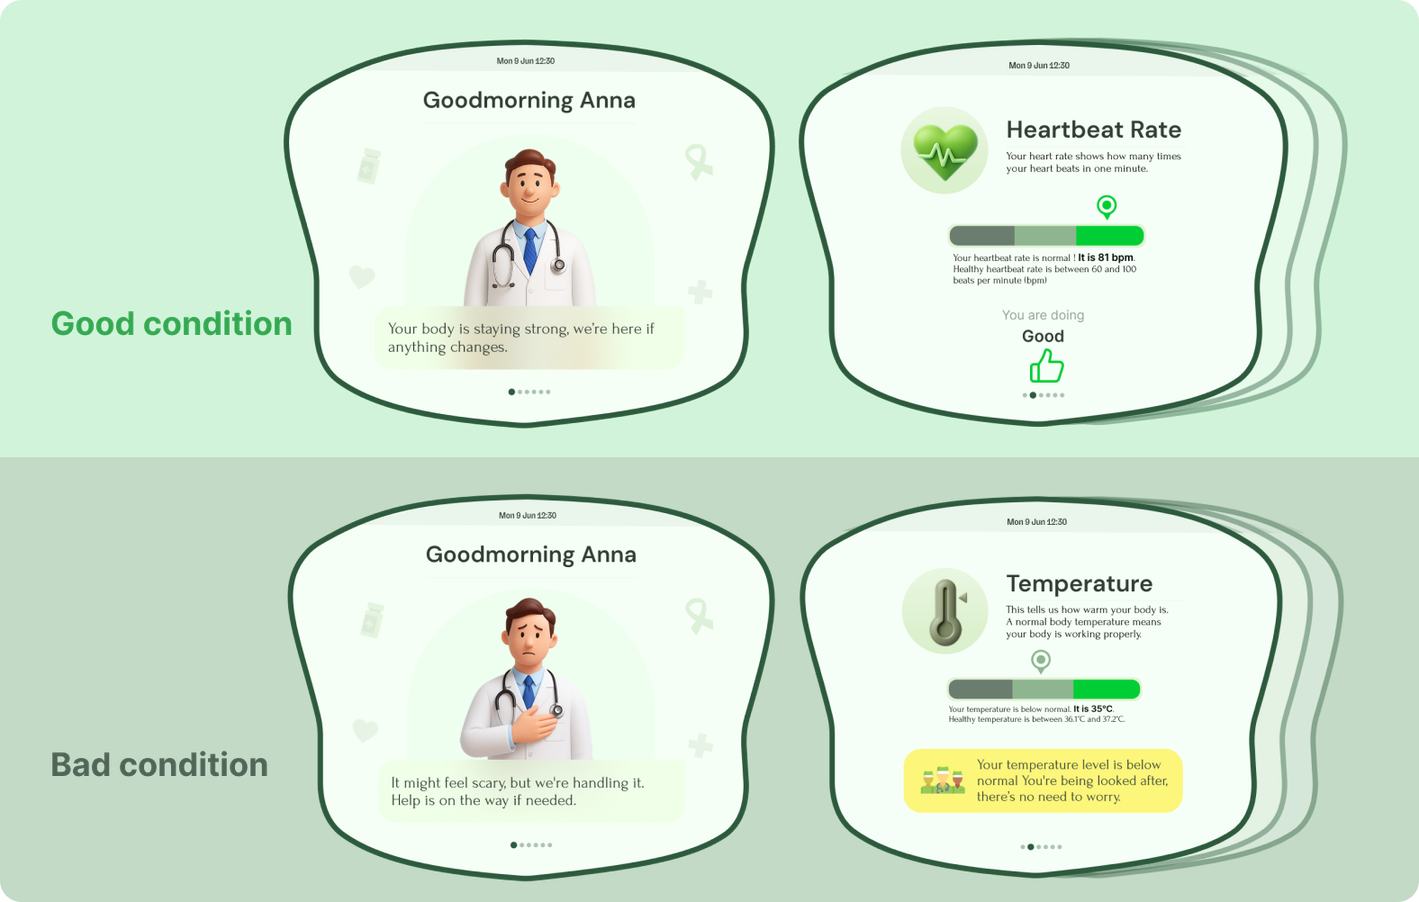 Mon 9 Jun 12:30
Goodmorning Anna
Your body is staying strong, we're here if
anything changes.
Good condition
Mon 9 Jun 12:30
Heartbeat Rate
Your heart rate shows how many times
your heart beats in one minute.
Your heartbeat rate is normal ! It is 81 bpm.
Healthy heartbeat rate is between 60 and 100
beats per minute (bpm)
You are doing
Good
Mon 9 Jun 12:30
Goodmorning Anna
It might feel scary, but we're handling it.
Help is on the way if needed.
Bad condition
Mon 9 Jun 12:30
Temperature
This tells us how warm your body is.
A normal body temperature means
your body is working properly.
Your temperature is below normal. It is 35°C.
Healthy temperature is between 36.1°C and 37.2°C.
Your temperature level is below
normal You're being looked after,
there's no need to worry.